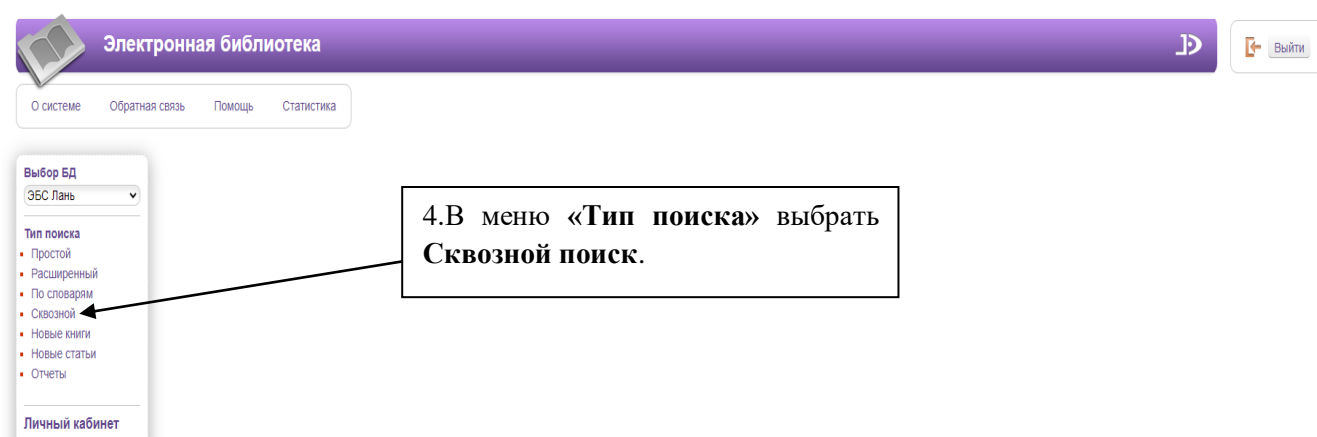 Электронная библиотека
Выйти
О системе Обратная связь Помощь Статистика
Выбор БД
ЭБС Лань
4.В меню «Тип поиска» выбрать
Сквозной поиск.
Тип поиска
Простой
Расширенный
По словарям
Сквозной
Новые книги
Новые статьи
Отчеты
Личный кабинет